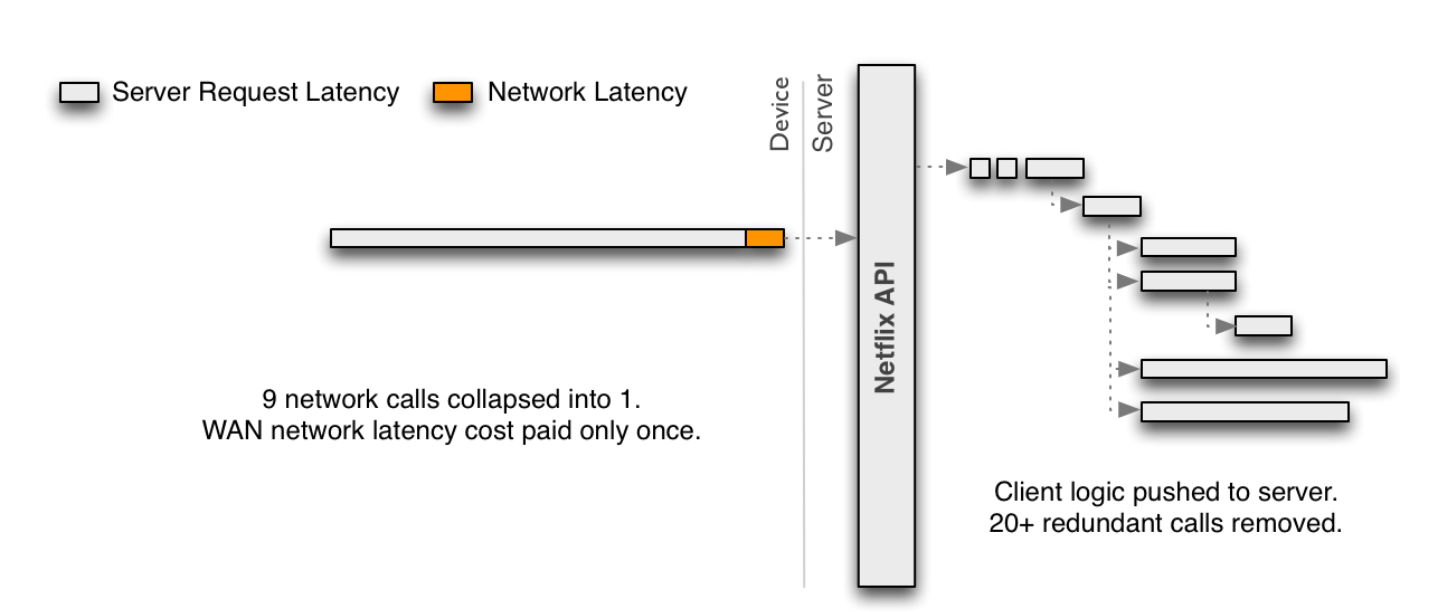 Server Request Latency
Network Latency
Device
Server
Netflix API
9 network calls collapsed into 1.
WAN network latency cost paid only once.
Client logic pushed to server.
20+ redundant calls removed.